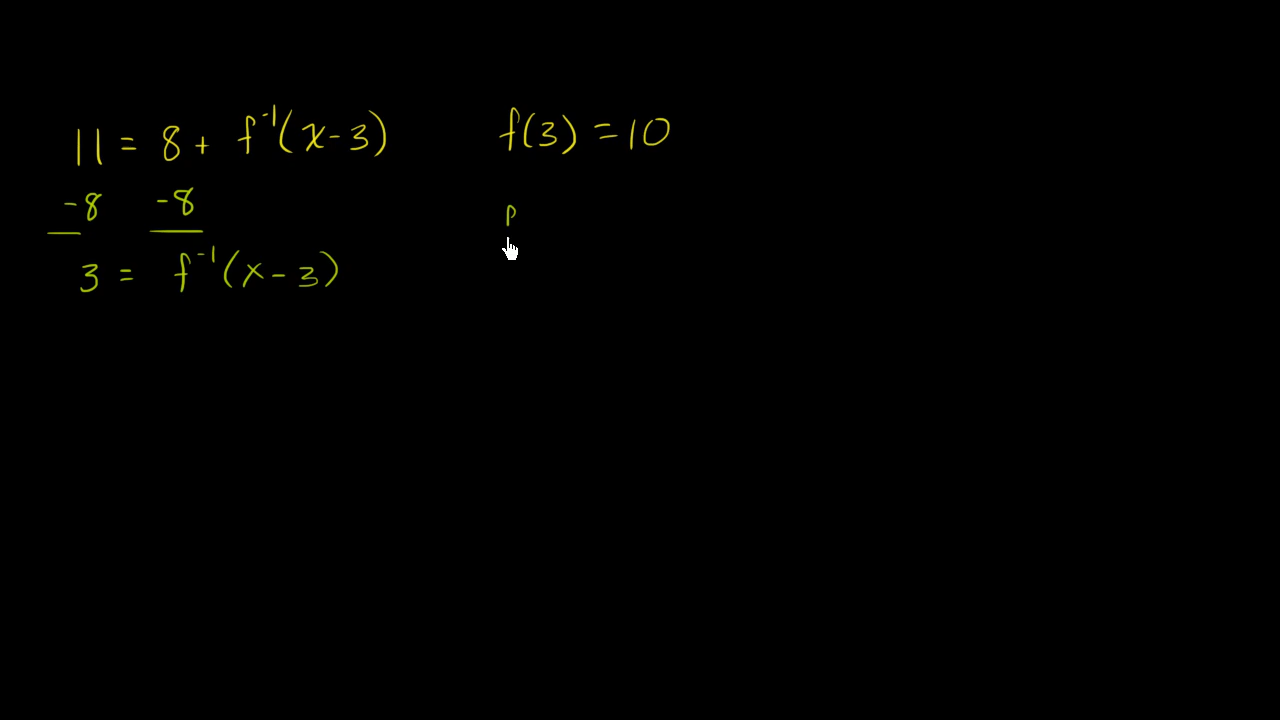 11 = 8 + f⁻¹(x-3)
-8 -8
3 = f⁻¹(x-3)
f(3) = 10